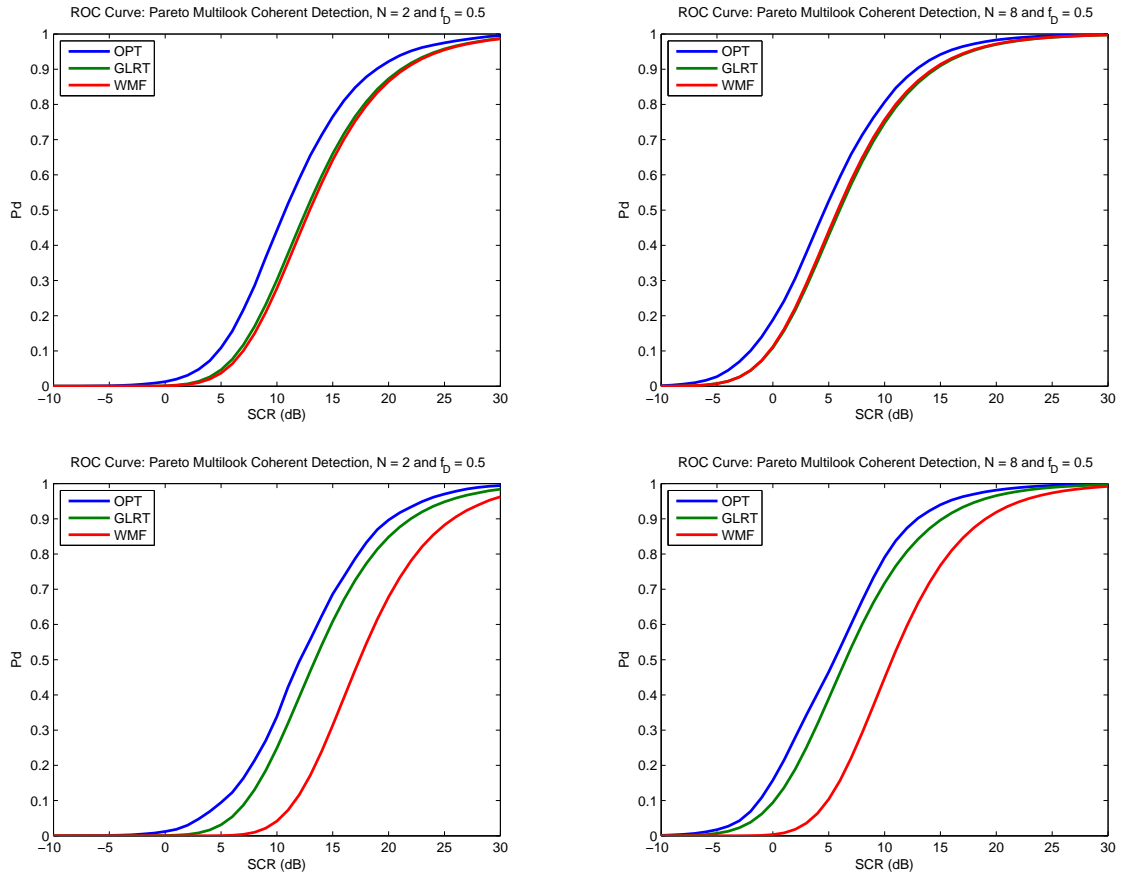 ROC Curve: Pareto Multilook Coherent Detection, N = 2 and f_D = 0.5
1
0.9
0.8
0.7
0.6
0.5
0.4
0.3
0.2
0.1
0
Pd
OPT
GLRT
WMF
−10 −5 0 5 10 15 20 25 30
SCR (dB)
ROC Curve: Pareto Multilook Coherent Detection, N = 8 and f_D = 0.5
1
0.9
0.8
0.7
0.6
0.5
0.4
0.3
0.2
0.1
0
Pd
OPT
GLRT
WMF
−10 −5 0 5 10 15 20 25 30
SCR (dB)
ROC Curve: Pareto Multilook Coherent Detection, N = 2 and f_D = 0.5
1
0.9
0.8
0.7
0.6
0.5
0.4
0.3
0.2
0.1
0
Pd
OPT
GLRT
WMF
−10 −5 0 5 10 15 20 25 30
SCR (dB)
ROC Curve: Pareto Multilook Coherent Detection, N = 8 and f_D = 0.5
1
0.9
0.8
0.7
0.6
0.5
0.4
0.3
0.2
0.1
0
Pd
OPT
GLRT
WMF
−10 −5 0 5 10 15 20 25 30
SCR (dB)